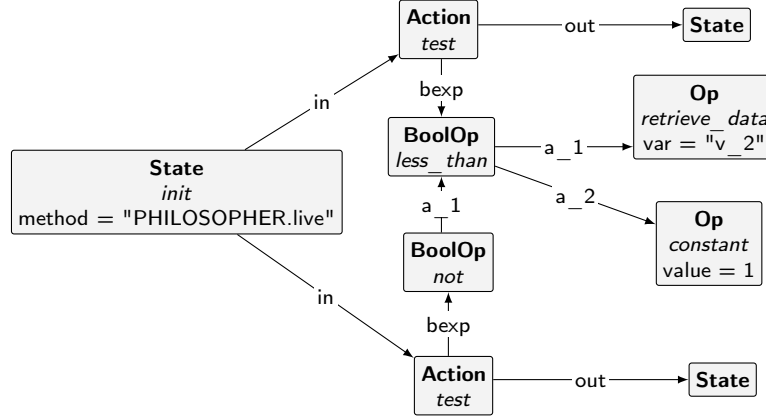 Action
test
out
State
in
bexp
Op
retrieve_data
var = "v_2"
BoolOp
less_than
a_1
State
init
method = "PHILOSOPHER.live"
a_1
a_2
Op
constant
value = 1
BoolOp
not
in
bexp
Action
test
out
State